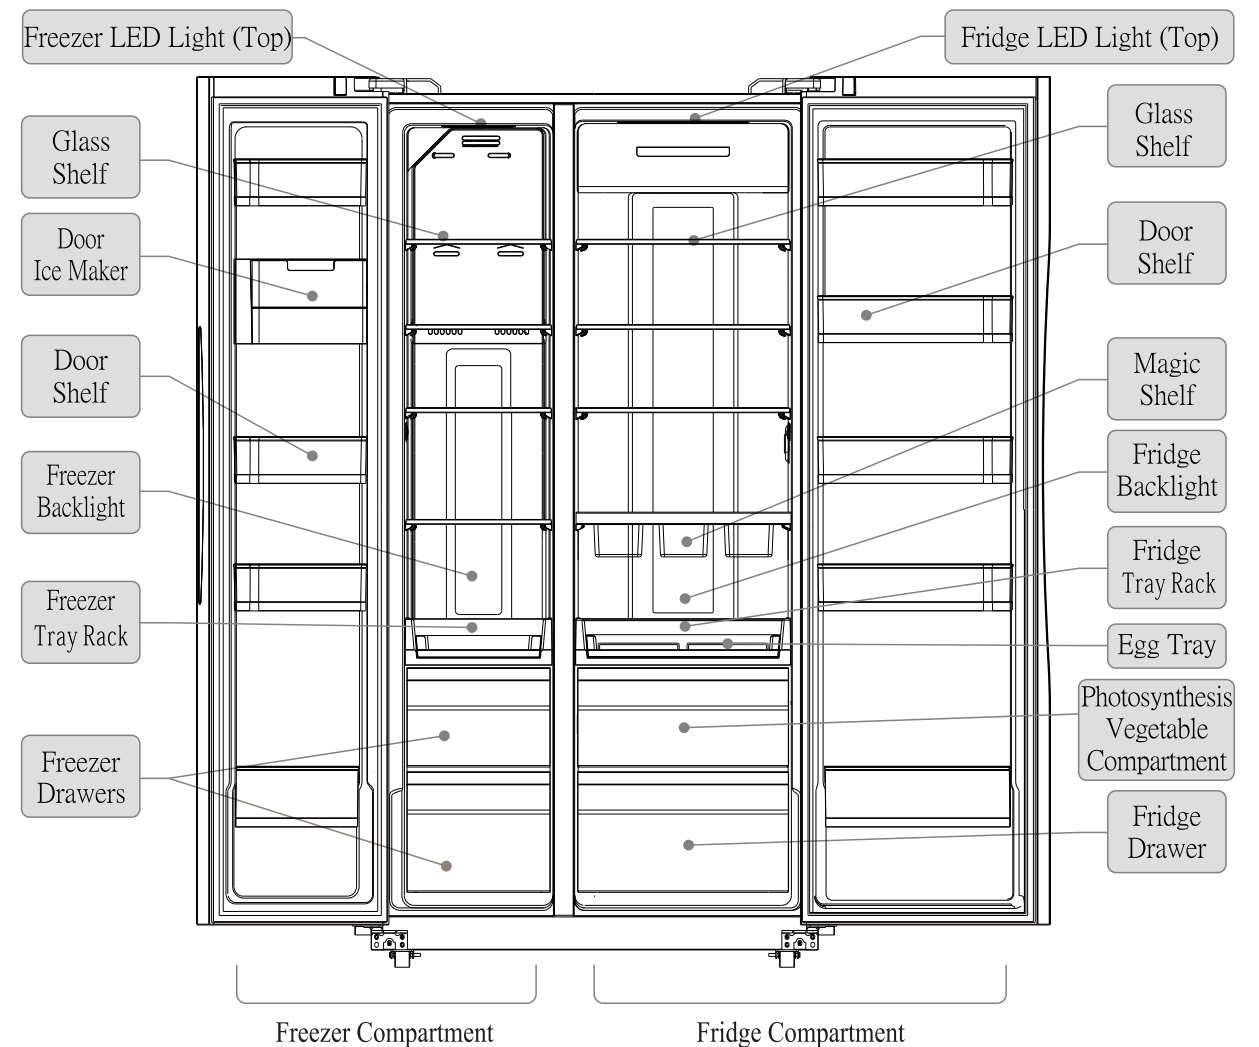 Freezer LED Light (Top)
Glass
Shelf
Door
Ice Maker
Door
Shelf
Freezer
Backlight
Freezer
Tray Rack
Freezer
Drawers
Fridge LED Light (Top)
Glass
Shelf
Door
Shelf
Magic
Shelf
Fridge
Backlight
Fridge
Tray Rack
Egg Tray
Photosynthesis
Vegetable
Compartment
Fridge
Drawer
Freezer Compartment
Fridge Compartment